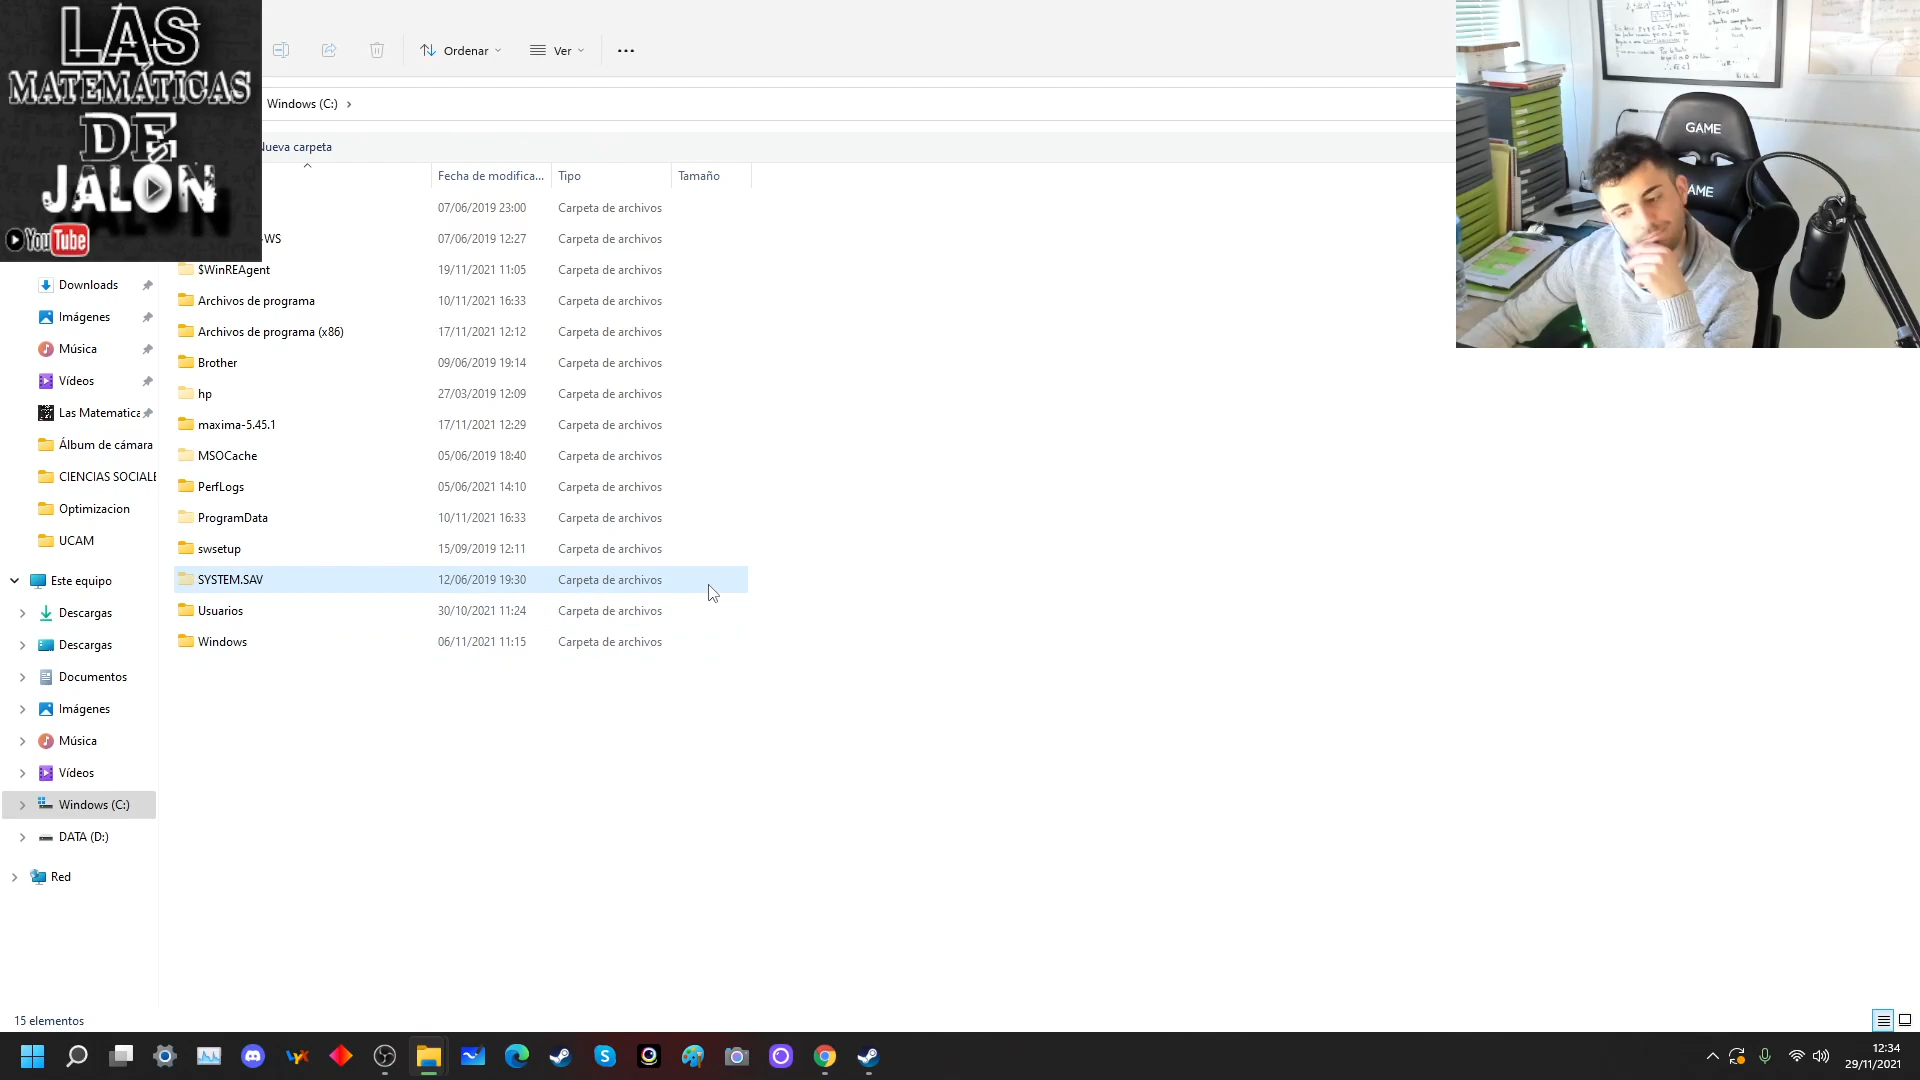 LAS
MATEMÁTICAS
DE
JALÓN
YouTube
Ordenar
Ver
Windows (C:)
Nueva carpeta
Fecha de modifica... Tipo Tamaño
07/06/2019 23:00 Carpeta de archivos
WS 07/06/2019 12:27 Carpeta de archivos
$WinREAgent 19/11/2021 11:05 Carpeta de archivos
Archivos de programa 10/11/2021 16:33 Carpeta de archivos
Archivos de programa (x86) 17/11/2021 12:12 Carpeta de archivos
Brother 09/06/2019 19:14 Carpeta de archivos
hp 27/03/2019 12:09 Carpeta de archivos
maxima-5.45.1 17/11/2021 12:29 Carpeta de archivos
MSOCache 05/06/2019 18:40 Carpeta de archivos
PerfLogs 05/06/2021 14:10 Carpeta de archivos
ProgramData 10/11/2021 16:33 Carpeta de archivos
swsetup 15/09/2019 12:11 Carpeta de archivos
SYSTEM.SAV 12/06/2019 19:30 Carpeta de archivos
Usuarios 30/10/2021 11:24 Carpeta de archivos
Windows 06/11/2021 11:15 Carpeta de archivos
Downloads
Imágenes
Música
Vídeos
Las Matematica
Álbum de cámara
CIENCIAS SOCIALE
Optimizacion
UCAM
Este equipo
Descargas
Descargas
Documentos
Imágenes
Música
Vídeos
Windows (C:)
DATA (D:)
Red
15 elementos
GAME
AME
12:34
29/11/2021